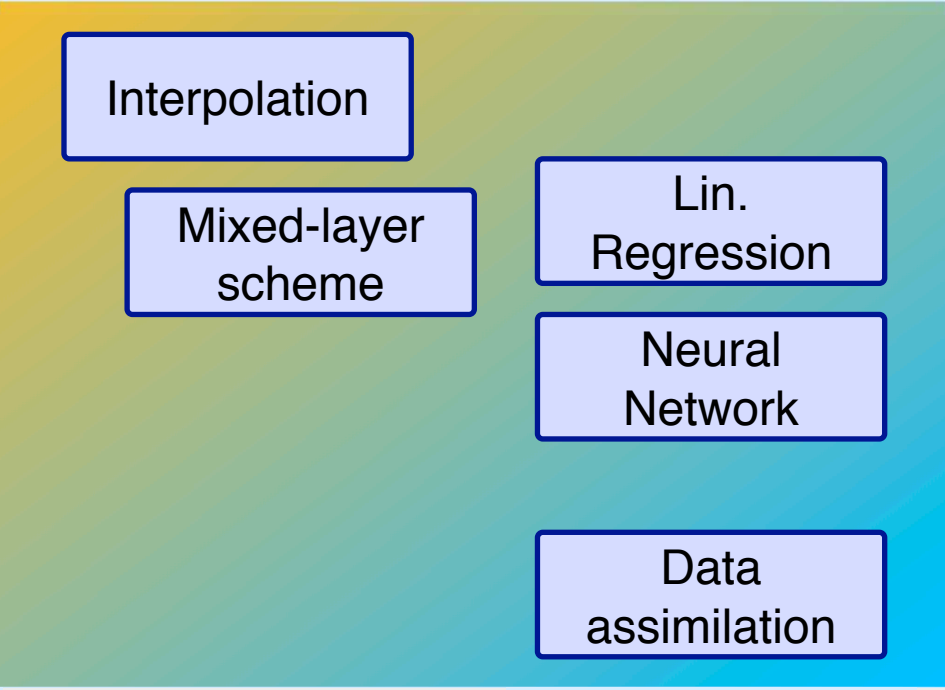 Interpolation
Mixed-layer
scheme
Lin.
Regression
Neural
Network
Data
assimilation